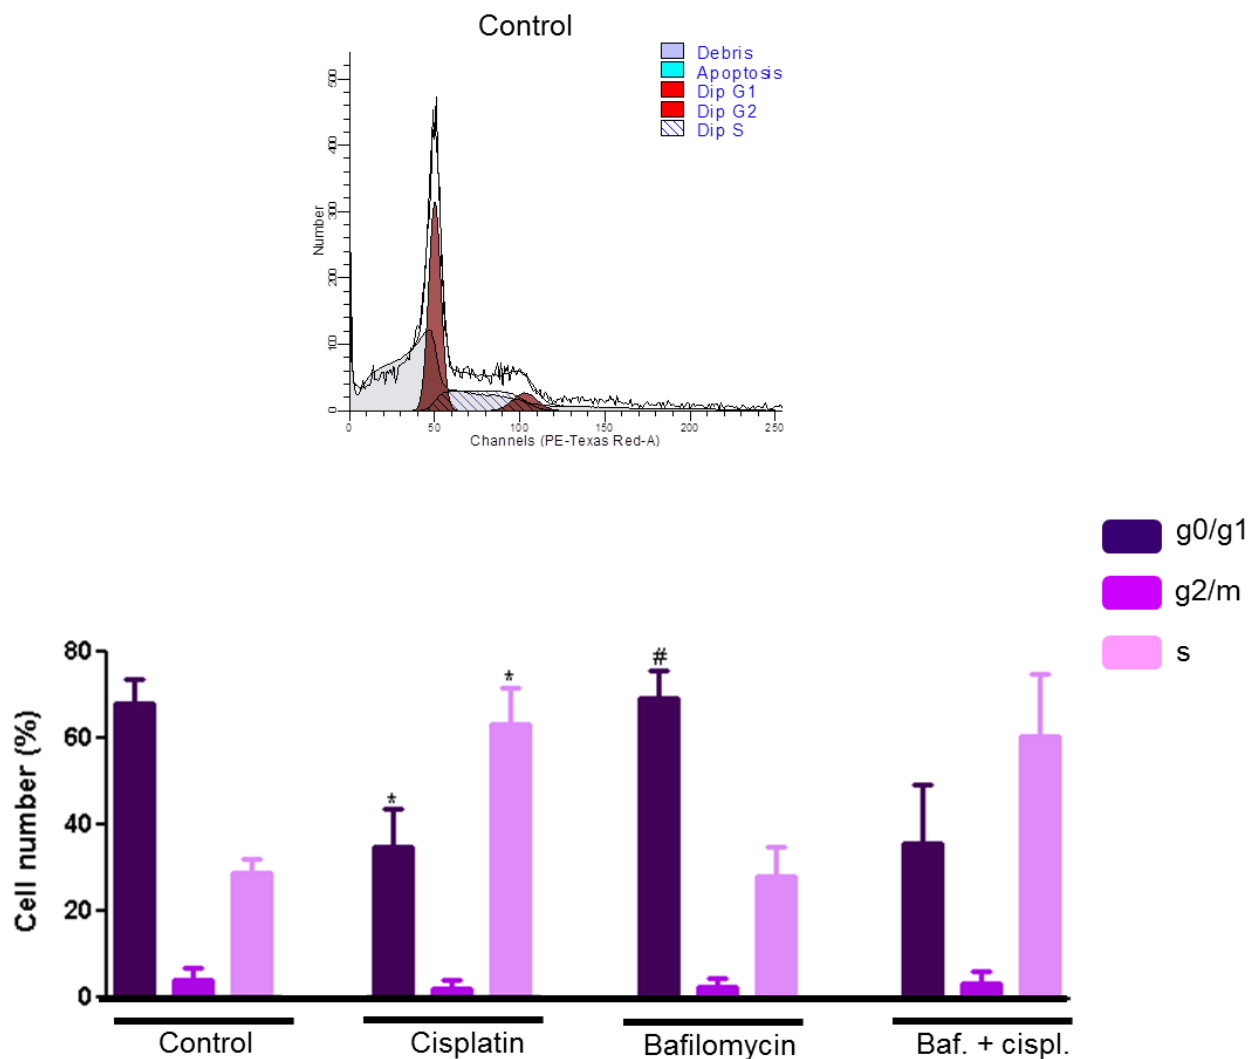 Control
Debris
Apoptosis
Dip G1
Dip G2
Dip S
Number
500
400
300
200
100
0
0 50 100 150 200 250
Channels (PE-Texas Red-A)
g0/g1
g2/m
s
Cell number (%)
80
60
40
20
0
*
*
#
Control Cisplatin Bafilomycin Baf. + cispl.